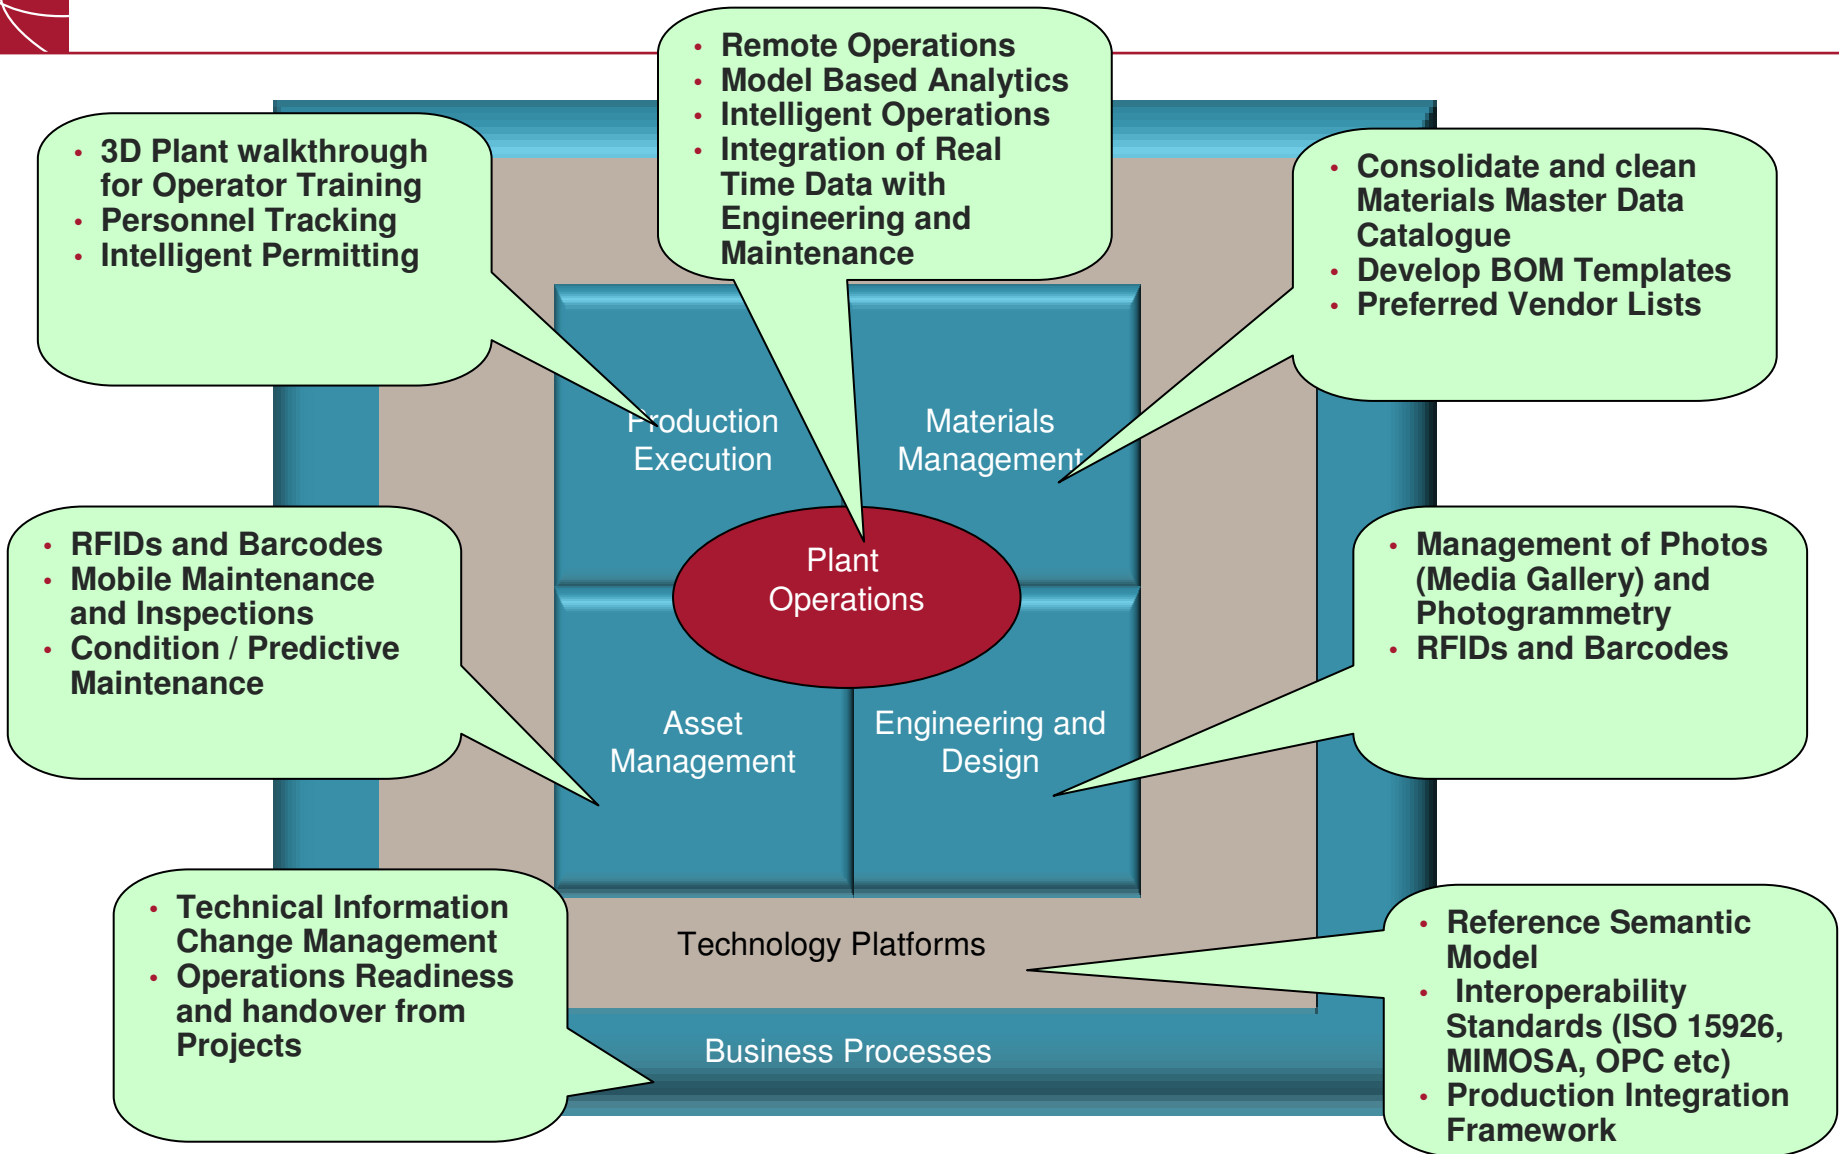 • Remote Operations
• Model Based Analytics
• Intelligent Operations
• Integration of Real
Time Data with
Engineering and
Maintenance
• 3D Plant walkthrough
for Operator Training
• Personnel Tracking
• Intelligent Permitting
• Consolidate and clean
Materials Master Data
Catalogue
• Develop BOM Templates
• Preferred Vendor Lists
Production
Execution
Materials
Management
• RFIDs and Barcodes
• Mobile Maintenance
and Inspections
• Condition / Predictive
Maintenance
Plant
Operations
• Management of Photos
(Media Gallery) and
Photogrammetry
• RFIDs and Barcodes
Asset
Management
Engineering and
Design
• Technical Information
Change Management
• Operations Readiness
and handover from
Projects
Technology Platforms
Business Processes
• Reference Semantic
Model
• Interoperability
Standards (ISO 15926,
MIMOSA, OPC etc)
• Production Integration
Framework